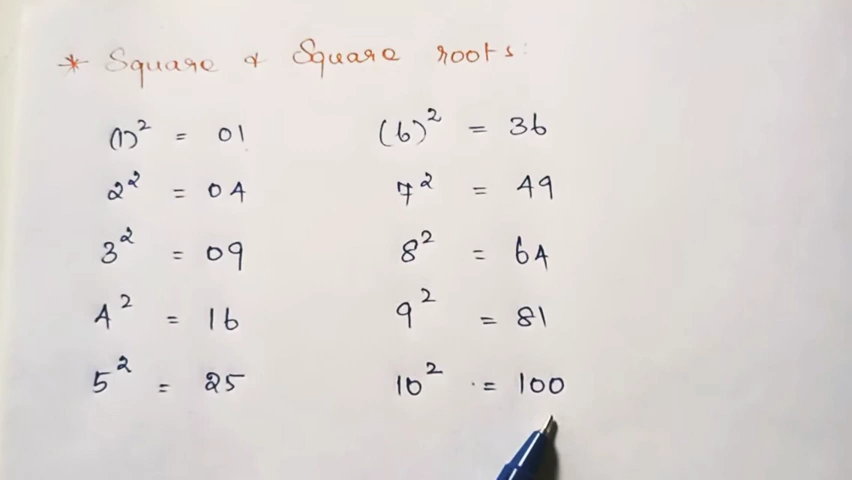 * Square & Square roots:
(1)² = 01
2² = 04
3² = 09
4² = 16
5² = 25
(6)² = 36
7² = 49
8² = 64
9² = 81
10² = 100